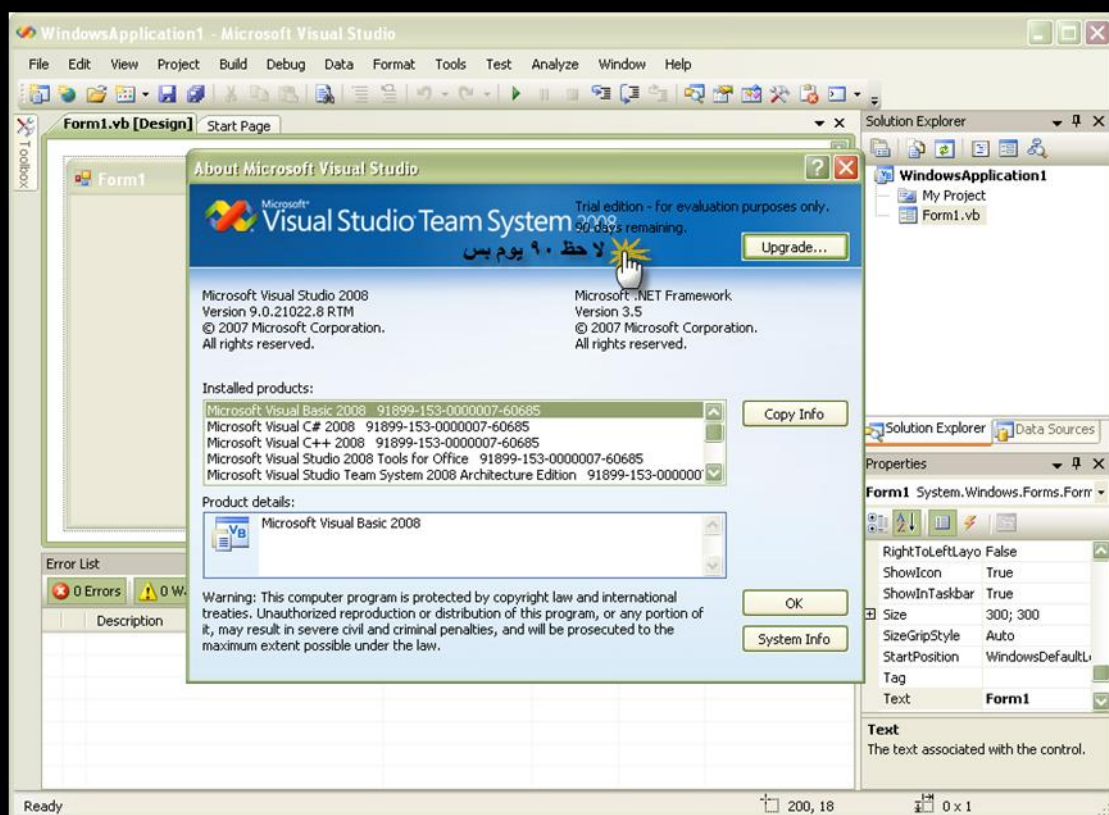 WindowsApplication1 - Microsoft Visual Studio
File Edit View Project Build Debug Data Format Tools Test Analyze Window Help
Toolbox
Form1.vb [Design] Start Page
Form1
About Microsoft Visual Studio
Microsoft
Visual Studio Team System 2008
Trial edition - for evaluation purposes only.
90 days remaining.
لا حظ ٩٠ يوم بس
Upgrade...
Microsoft Visual Studio 2008
Version 9.0.21022.8 RTM
© 2007 Microsoft Corporation.
All rights reserved.
Microsoft .NET Framework
Version 3.5
© 2007 Microsoft Corporation.
All rights reserved.
Installed products:
Microsoft Visual Basic 2008 91899-153-0000007-60685
Microsoft Visual C# 2008 91899-153-0000007-60685
Microsoft Visual C++ 2008 91899-153-0000007-60685
Microsoft Visual Studio 2008 Tools for Office 91899-153-0000007-60685
Microsoft Visual Studio Team System 2008 Architecture Edition 91899-153-000000
Copy Info
Product details:
VB
Microsoft Visual Basic 2008
Warning: This computer program is protected by copyright law and international
treaties. Unauthorized reproduction or distribution of this program, or any portion of
it, may result in severe civil and criminal penalties, and will be prosecuted to the
maximum extent possible under the law.
OK
System Info
Error List
0 Errors 0 W
Description
Solution Explorer
WindowsApplication1
My Project
Form1.vb
Solution Explorer Data Sources
Properties
Form1 System.Windows.Forms.Form
RightToLeftLayo False
ShowIcon True
ShowInTaskbar True
Size 300; 300
SizeGripStyle Auto
StartPosition WindowsDefaultL
Tag
Text Form1
Text
The text associated with the control.
Ready 200, 18 0 x 1